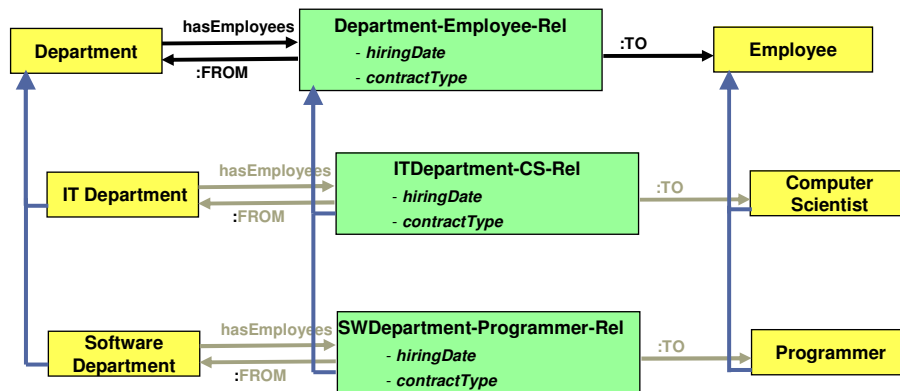 hasEmployees
Department-Employee-Rel
:TO
Department
- hiringDate
Employee
:FROM
- contractType
hasEmployees
ITDepartment-CS-Rel
:TO
IT Department
- hiringDate
Computer
Scientist
:FROM
- contractType
hasEmployees
SWDepartment-Programmer-Rel
:TO
Software
Department
- hiringDate
Programmer
:FROM
- contractType